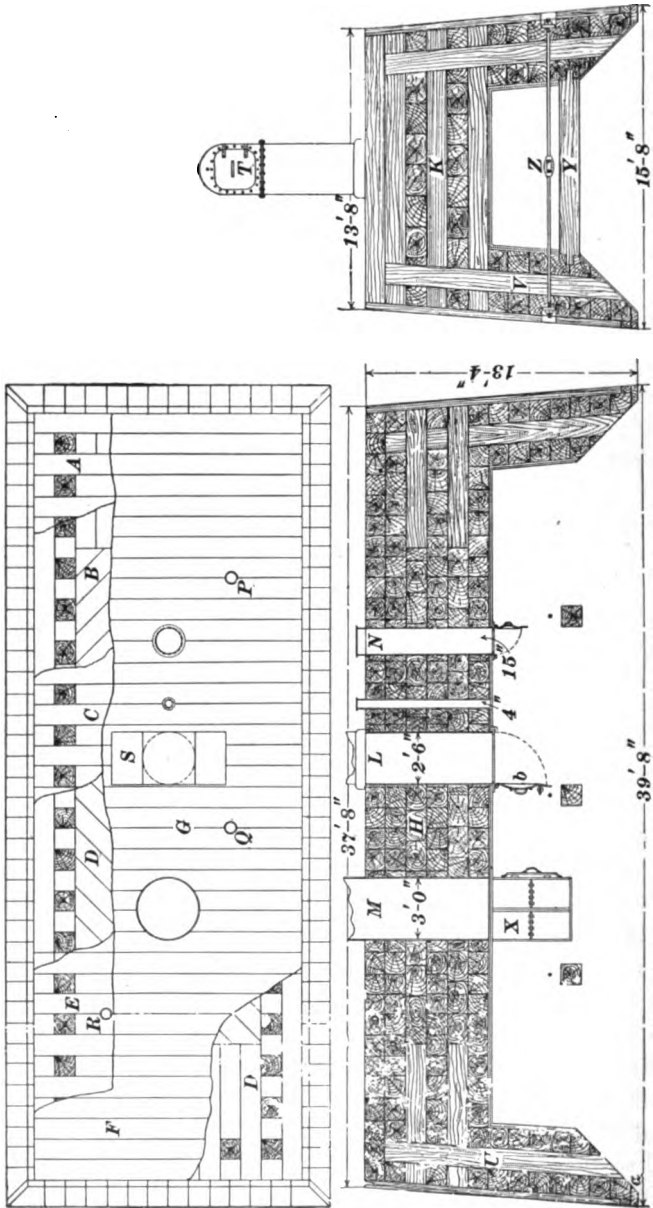 F
E
R
D
D
C
B
A
G
Q
S
P
37'-8"
M
3'-0"
H
L
2'-6"
N
4"
15"
b
X
U
c
13'-4"
39'-8"
T
13'-8"
K
V
Z
Y
15'-8"